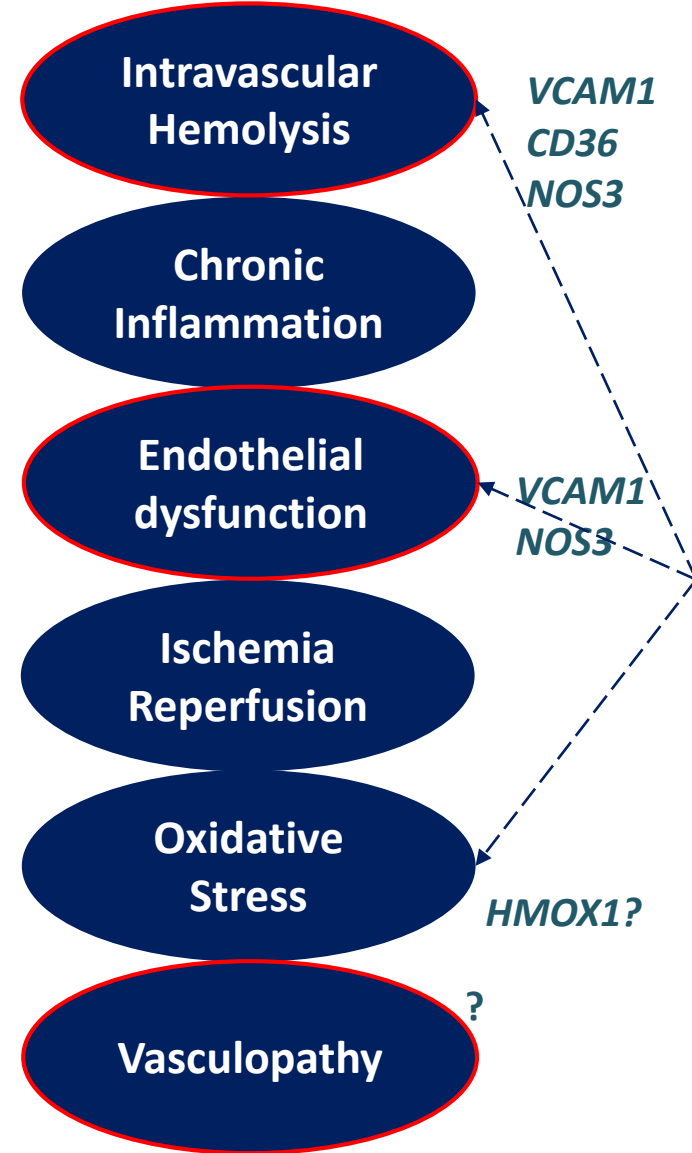 Intravascular
Hemolysis
VCAM1
CD36
NOS3
Chronic
Inflammation
Endothelial
dysfunction
VCAM1
NOS3
Ischemia
Reperfusion
Oxidative
Stress
HMOX1?
?
Vasculopathy